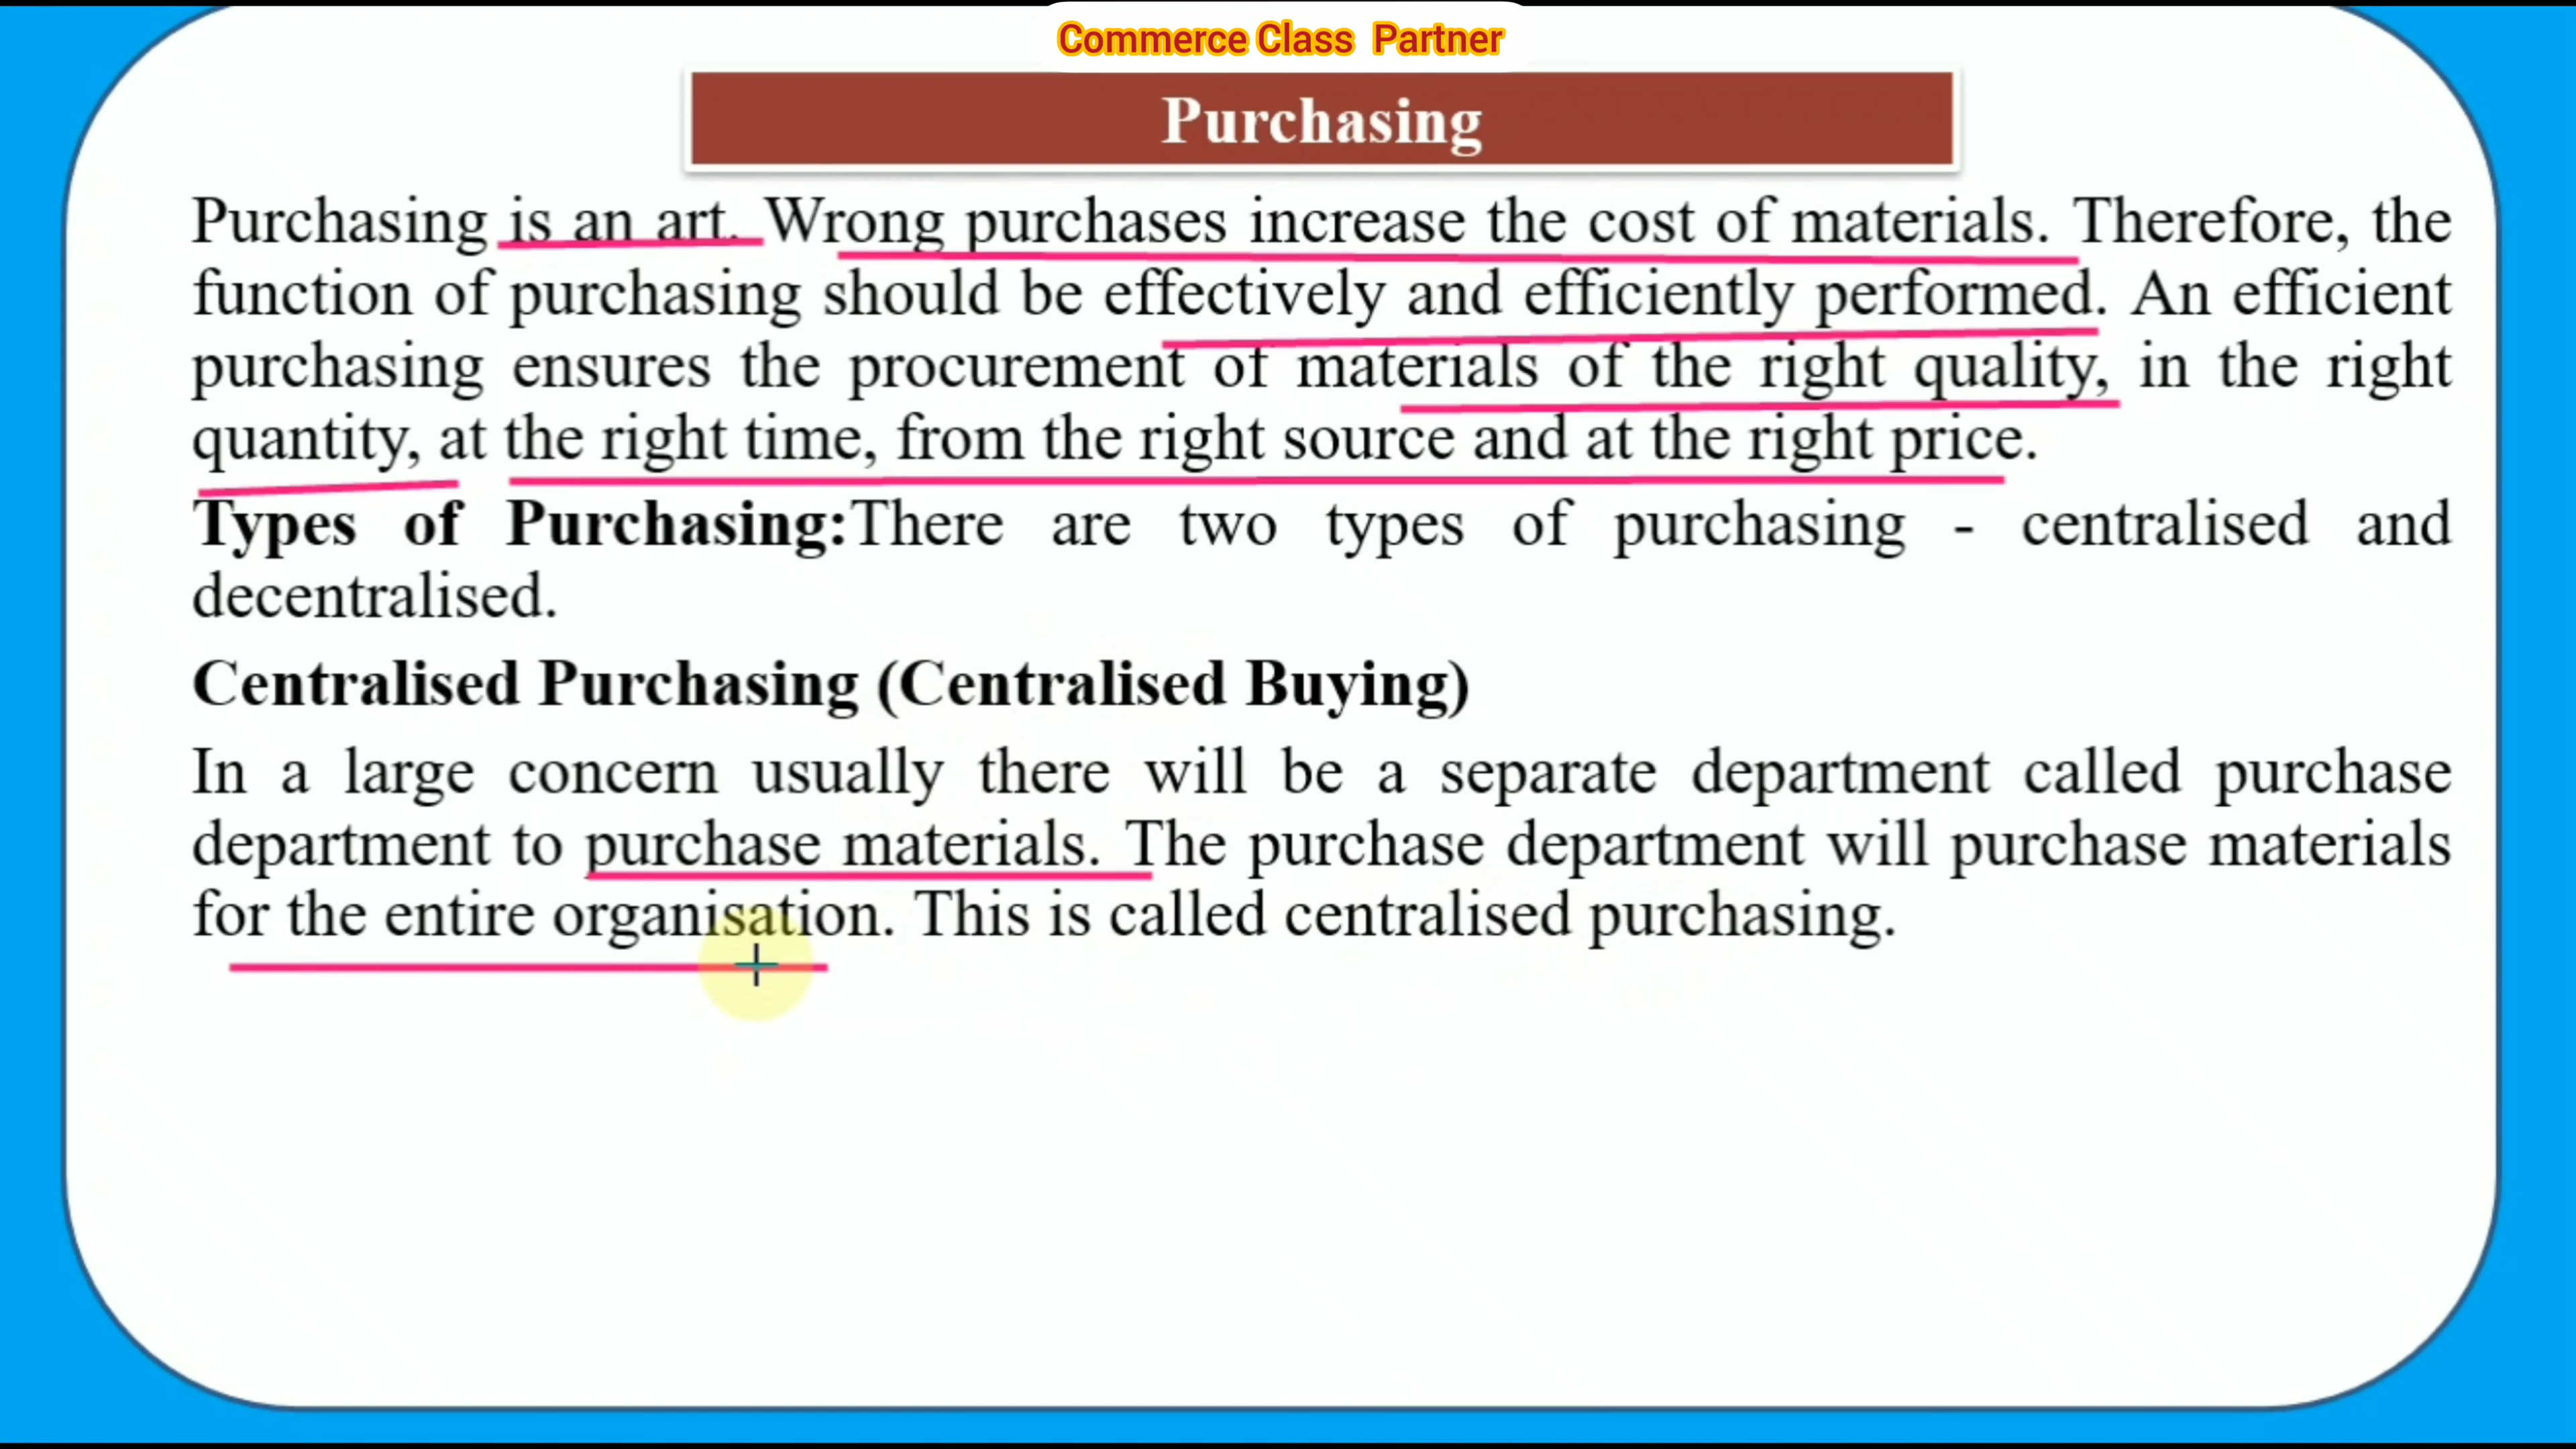 Commerce Class Partner
Purchasing
Purchasing is an art. Wrong purchases increase the cost of materials. Therefore, the
function of purchasing should be effectively and efficiently performed. An efficient
purchasing ensures the procurement of materials of the right quality, in the right
quantity, at the right time, from the right source and at the right price.
Types of Purchasing:There are two types of purchasing - centralised and
decentralised.
Centralised Purchasing (Centralised Buying)
In a large concern usually there will be a separate department called purchase
department to purchase materials. The purchase department will purchase materials
for the entire organisation. This is called centralised purchasing.